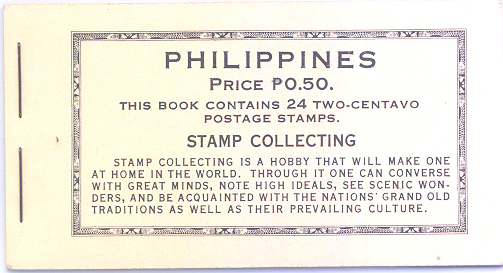 PHILIPPINES
PRICE ₱0.50.
THIS BOOK CONTAINS 24 TWO-CENTAVO
POSTAGE STAMPS.
STAMP COLLECTING
STAMP COLLECTING IS A HOBBY THAT WILL MAKE ONE
AT HOME IN THE WORLD. THROUGH IT ONE CAN CONVERSE
WITH GREAT MINDS, NOTE HIGH IDEALS, SEE SCENIC WON-
DERS, AND BE ACQUAINTED WITH THE NATIONS' GRAND OLD
TRADITIONS AS WELL AS THEIR PREVAILING CULTURE.